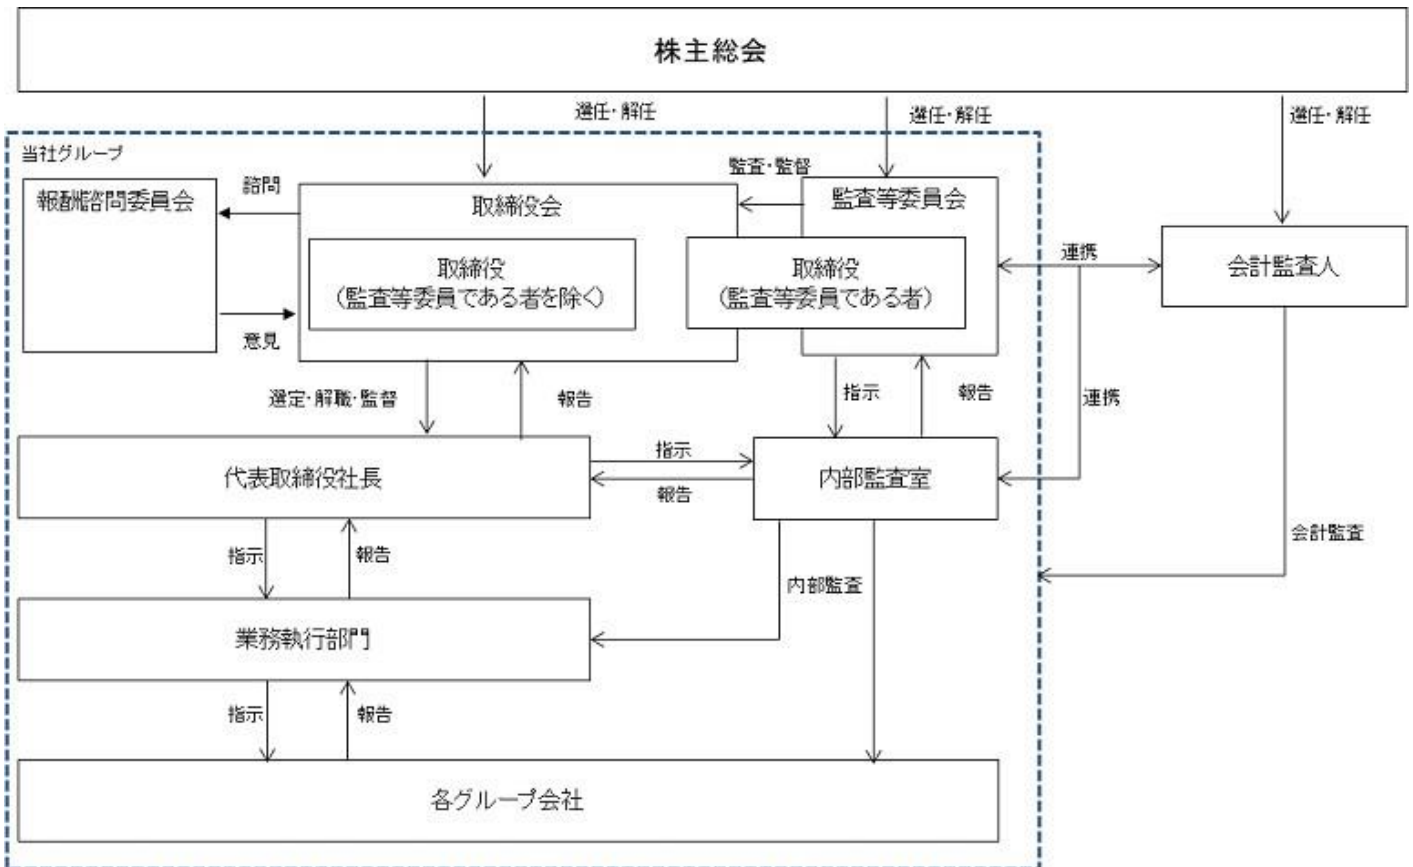 株主総会
選任・解任
選任・解任
選任・解任
当社グループ
監査・監督
報酬諮問委員会
諮問
取締役会
監査等委員会
取締役
(監査等委員である者を除く)
取締役
(監査等委員である者)
連携
会計監査人
意見
選定・解職・監督
報告
指示
報告
連携
代表取締役社長
指示
報告
内部監査室
指示
報告
会計監査
内部監査
業務執行部門
指示
報告
各グループ会社